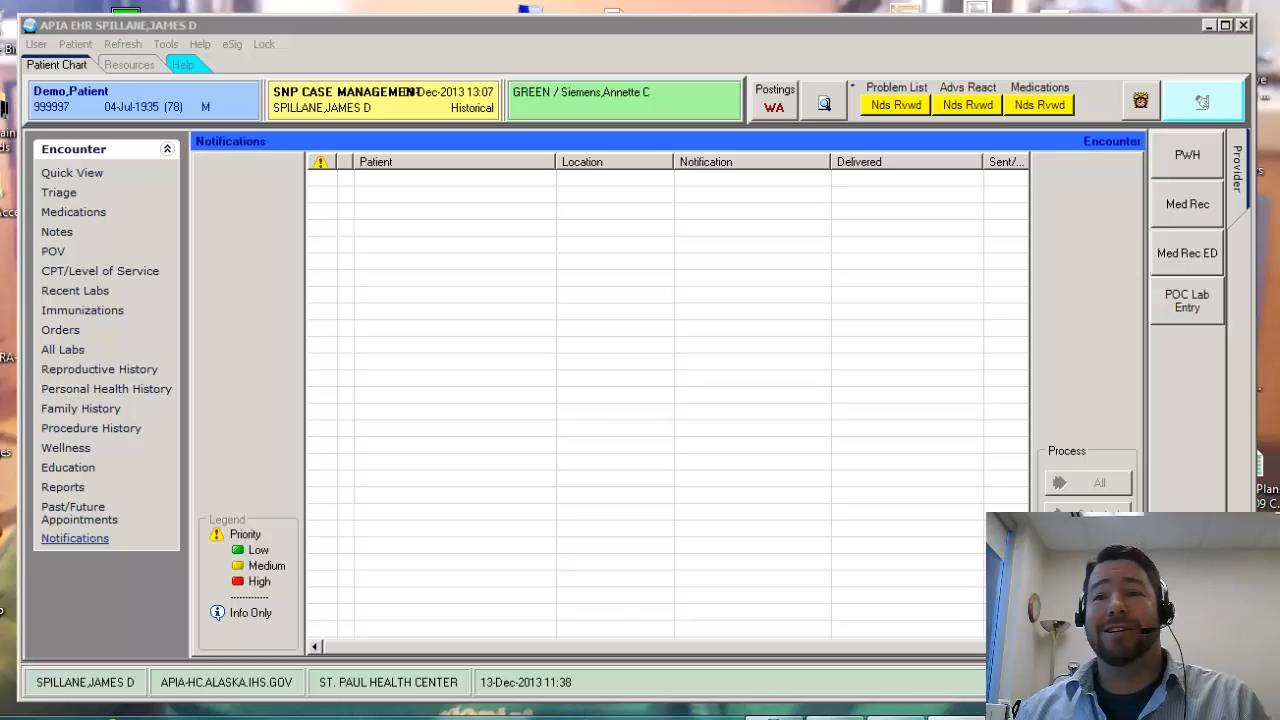 APIA EHR SPILLANE,JAMES D
User Patient Refresh Tools Help eSig Lock
Patient Chart Resources Help
Demo,Patient
999997 04-Jul-1935 (78) M
SNP CASE MANAGEMEN -Dec-2013 13:07
SPILLANE,JAMES D Historical
GREEN / Siemens,Annette C
Postings
WA
Problem List Advs React Medications
Nds Rvwd Nds Rvwd Nds Rvwd
Encounter
Quick View
Triage
Medications
Notes
POV
CPT/Level of Service
Recent Labs
Immunizations
Orders
All Labs
Reproductive History
Personal Health History
Family History
Procedure History
Wellness
Education
Reports
Past/Future
Appointments
Notifications
Notifications Encounter
Patient Location Notification Delivered Sent/...
Legend
Priority
Low
Medium
High
Info Only
Process
All
PWH
Med Rec
Med Rec ED
POC Lab
Entry
Provider
SPILLANE,JAMES D APIA-HC.ALASKA.IHS.GOV ST. PAUL HEALTH CENTER 13-Dec-2013 11:38